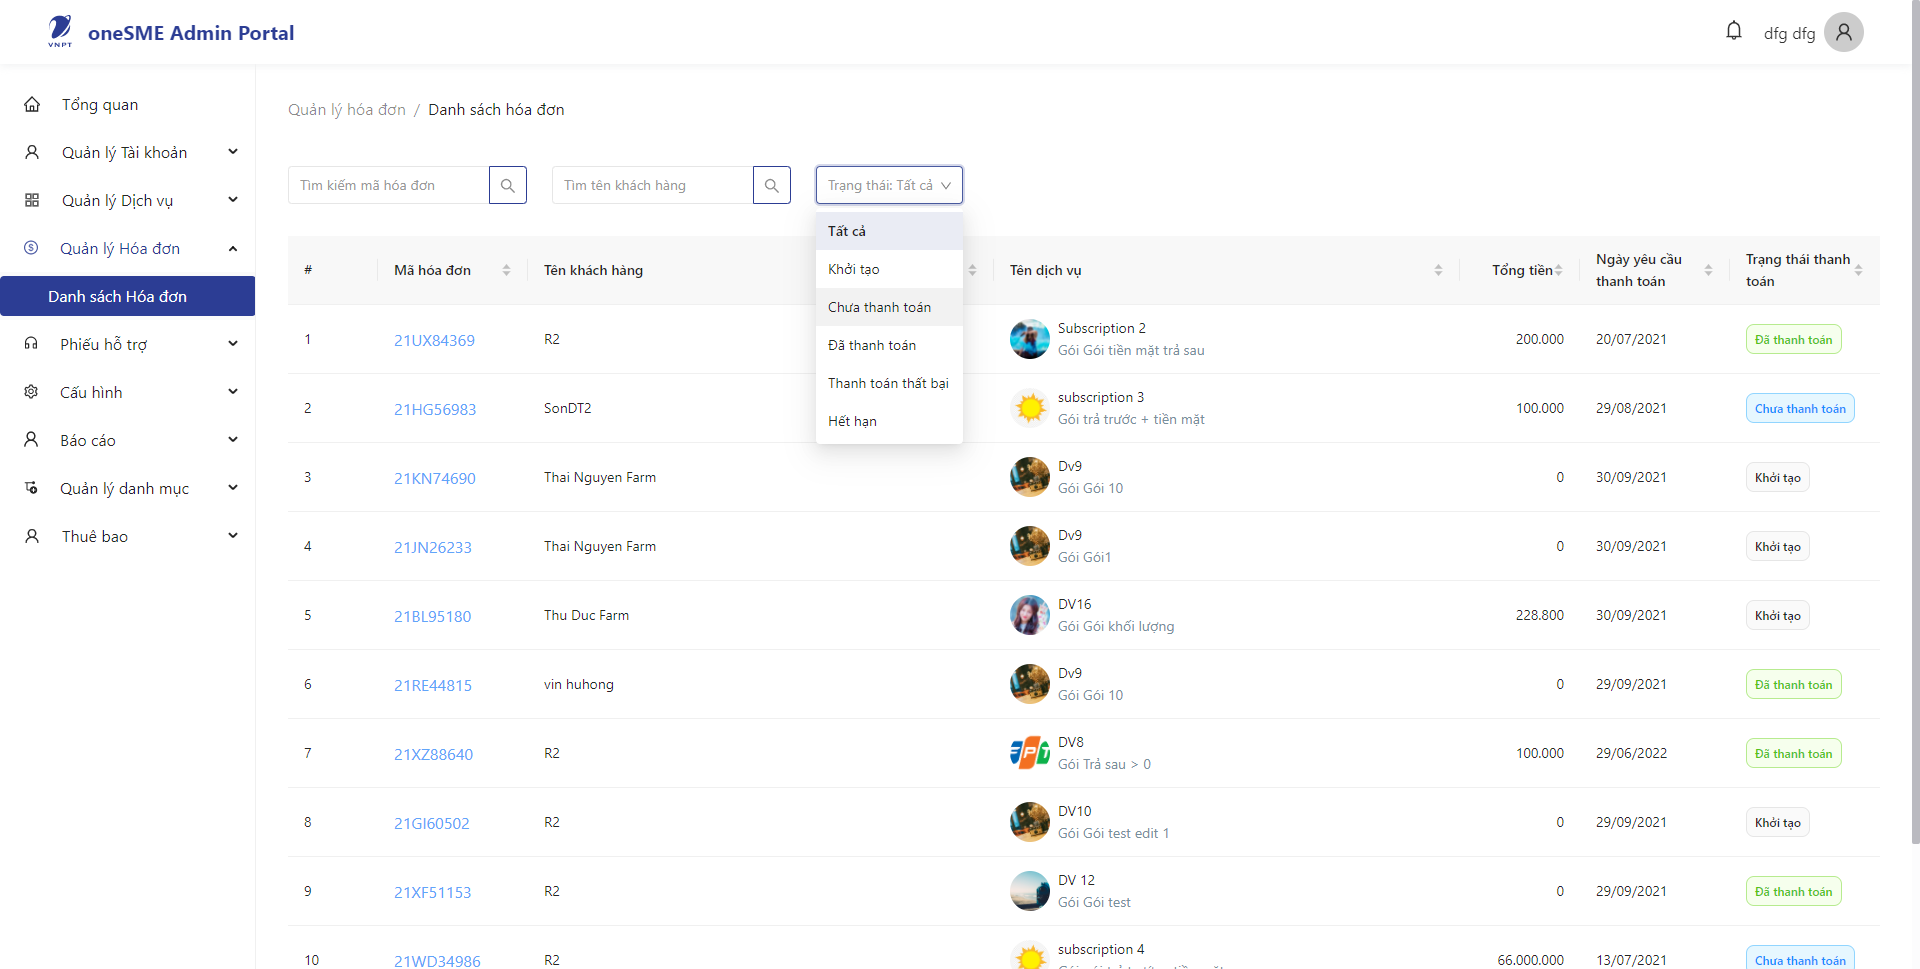 VNPT
oneSME Admin Portal
dfg dfg
Tổng quan
Quản lý Tài khoản
Quản lý Dịch vụ
Quản lý Hóa đơn
Danh sách Hóa đơn
Phiếu hỗ trợ
Cấu hình
Báo cáo
Quản lý danh mục
Thuê bao
Quản lý hóa đơn / Danh sách hóa đơn
Tìm kiếm mã hóa đơn
Tìm tên khách hàng
Trạng thái: Tất cả
Tất cả
Khởi tạo
Chưa thanh toán
Đã thanh toán
Thanh toán thất bại
Hết hạn
# Mã hóa đơn Tên khách hàng Tên dịch vụ Tổng tiền Ngày yêu cầu thanh toán Trạng thái thanh toán
1 21UX84369 R2 Subscription 2 200.000 20/07/2021 Đã thanh toán
Gói Gói tiền mặt trả sau
2 21HG56983 SonDT2 subscription 3 100.000 29/08/2021 Chưa thanh toán
Gói trả trước + tiền mặt
3 21KN74690 Thai Nguyen Farm Dv9 0 30/09/2021 Khởi tạo
Gói Gói 10
4 21JN26233 Thai Nguyen Farm Dv9 0 30/09/2021 Khởi tạo
Gói Gói1
5 21BL95180 Thu Duc Farm DV16 228.800 30/09/2021 Khởi tạo
Gói Gói khối lượng
6 21RE44815 vin huhong Dv9 0 29/09/2021 Đã thanh toán
Gói Gói 10
7 21XZ88640 R2 FPT DV8 100.000 29/06/2022 Đã thanh toán
Gói Trả sau > 0
8 21GI60502 R2 DV10 0 29/09/2021 Khởi tạo
Gói Gói test edit 1
9 21XF51153 R2 DV 12 0 29/09/2021 Đã thanh toán
Gói Gói test
10 21WD34986 R2 subscription 4 66.000.000 13/07/2021 Chưa thanh toán